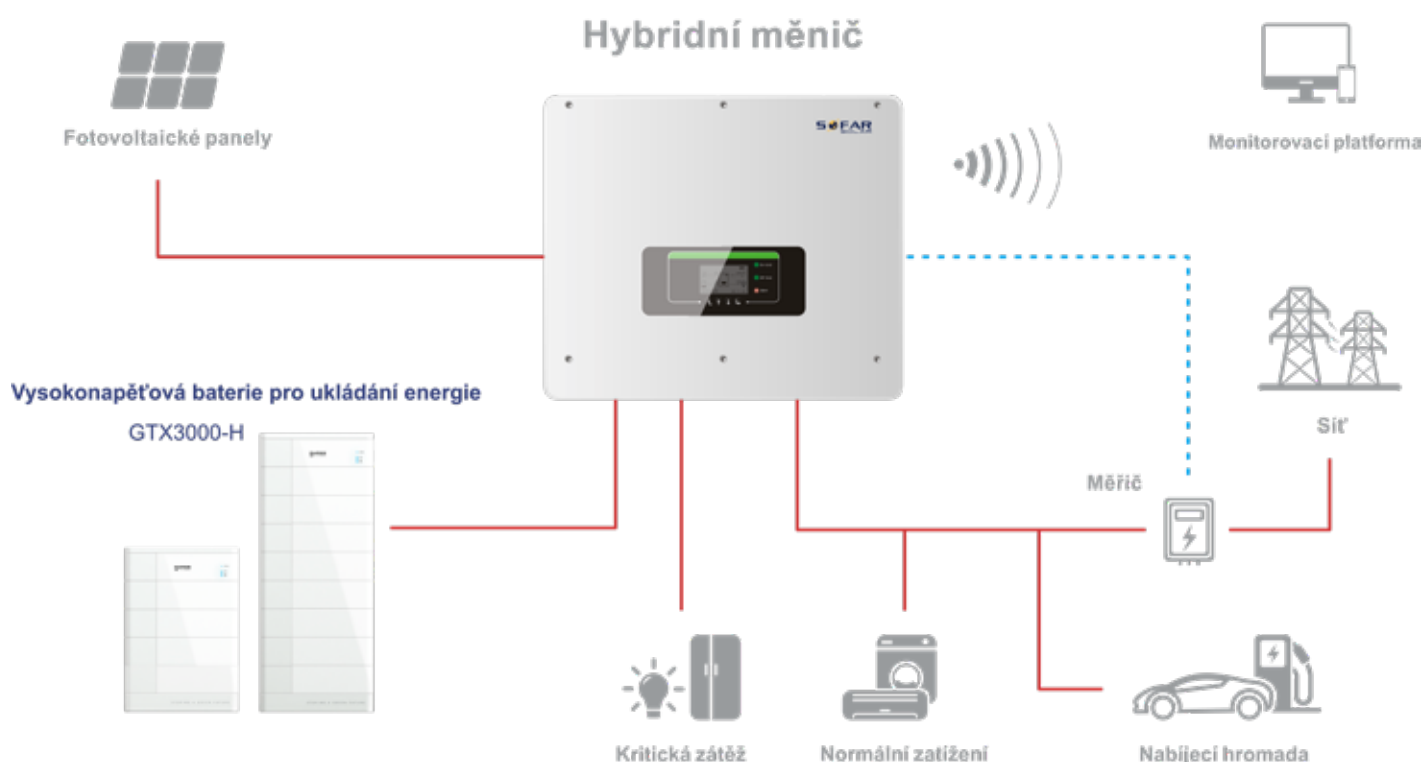 Hybridní měnič
Fotovoltaické panely
SOFAR
Monitorovací platforma
Vysokonapěťová baterie pro ukládání energie
GTX3000-H
Síť
Měřič
Kritická zátěž
Normální zatížení
Nabíjecí hromada